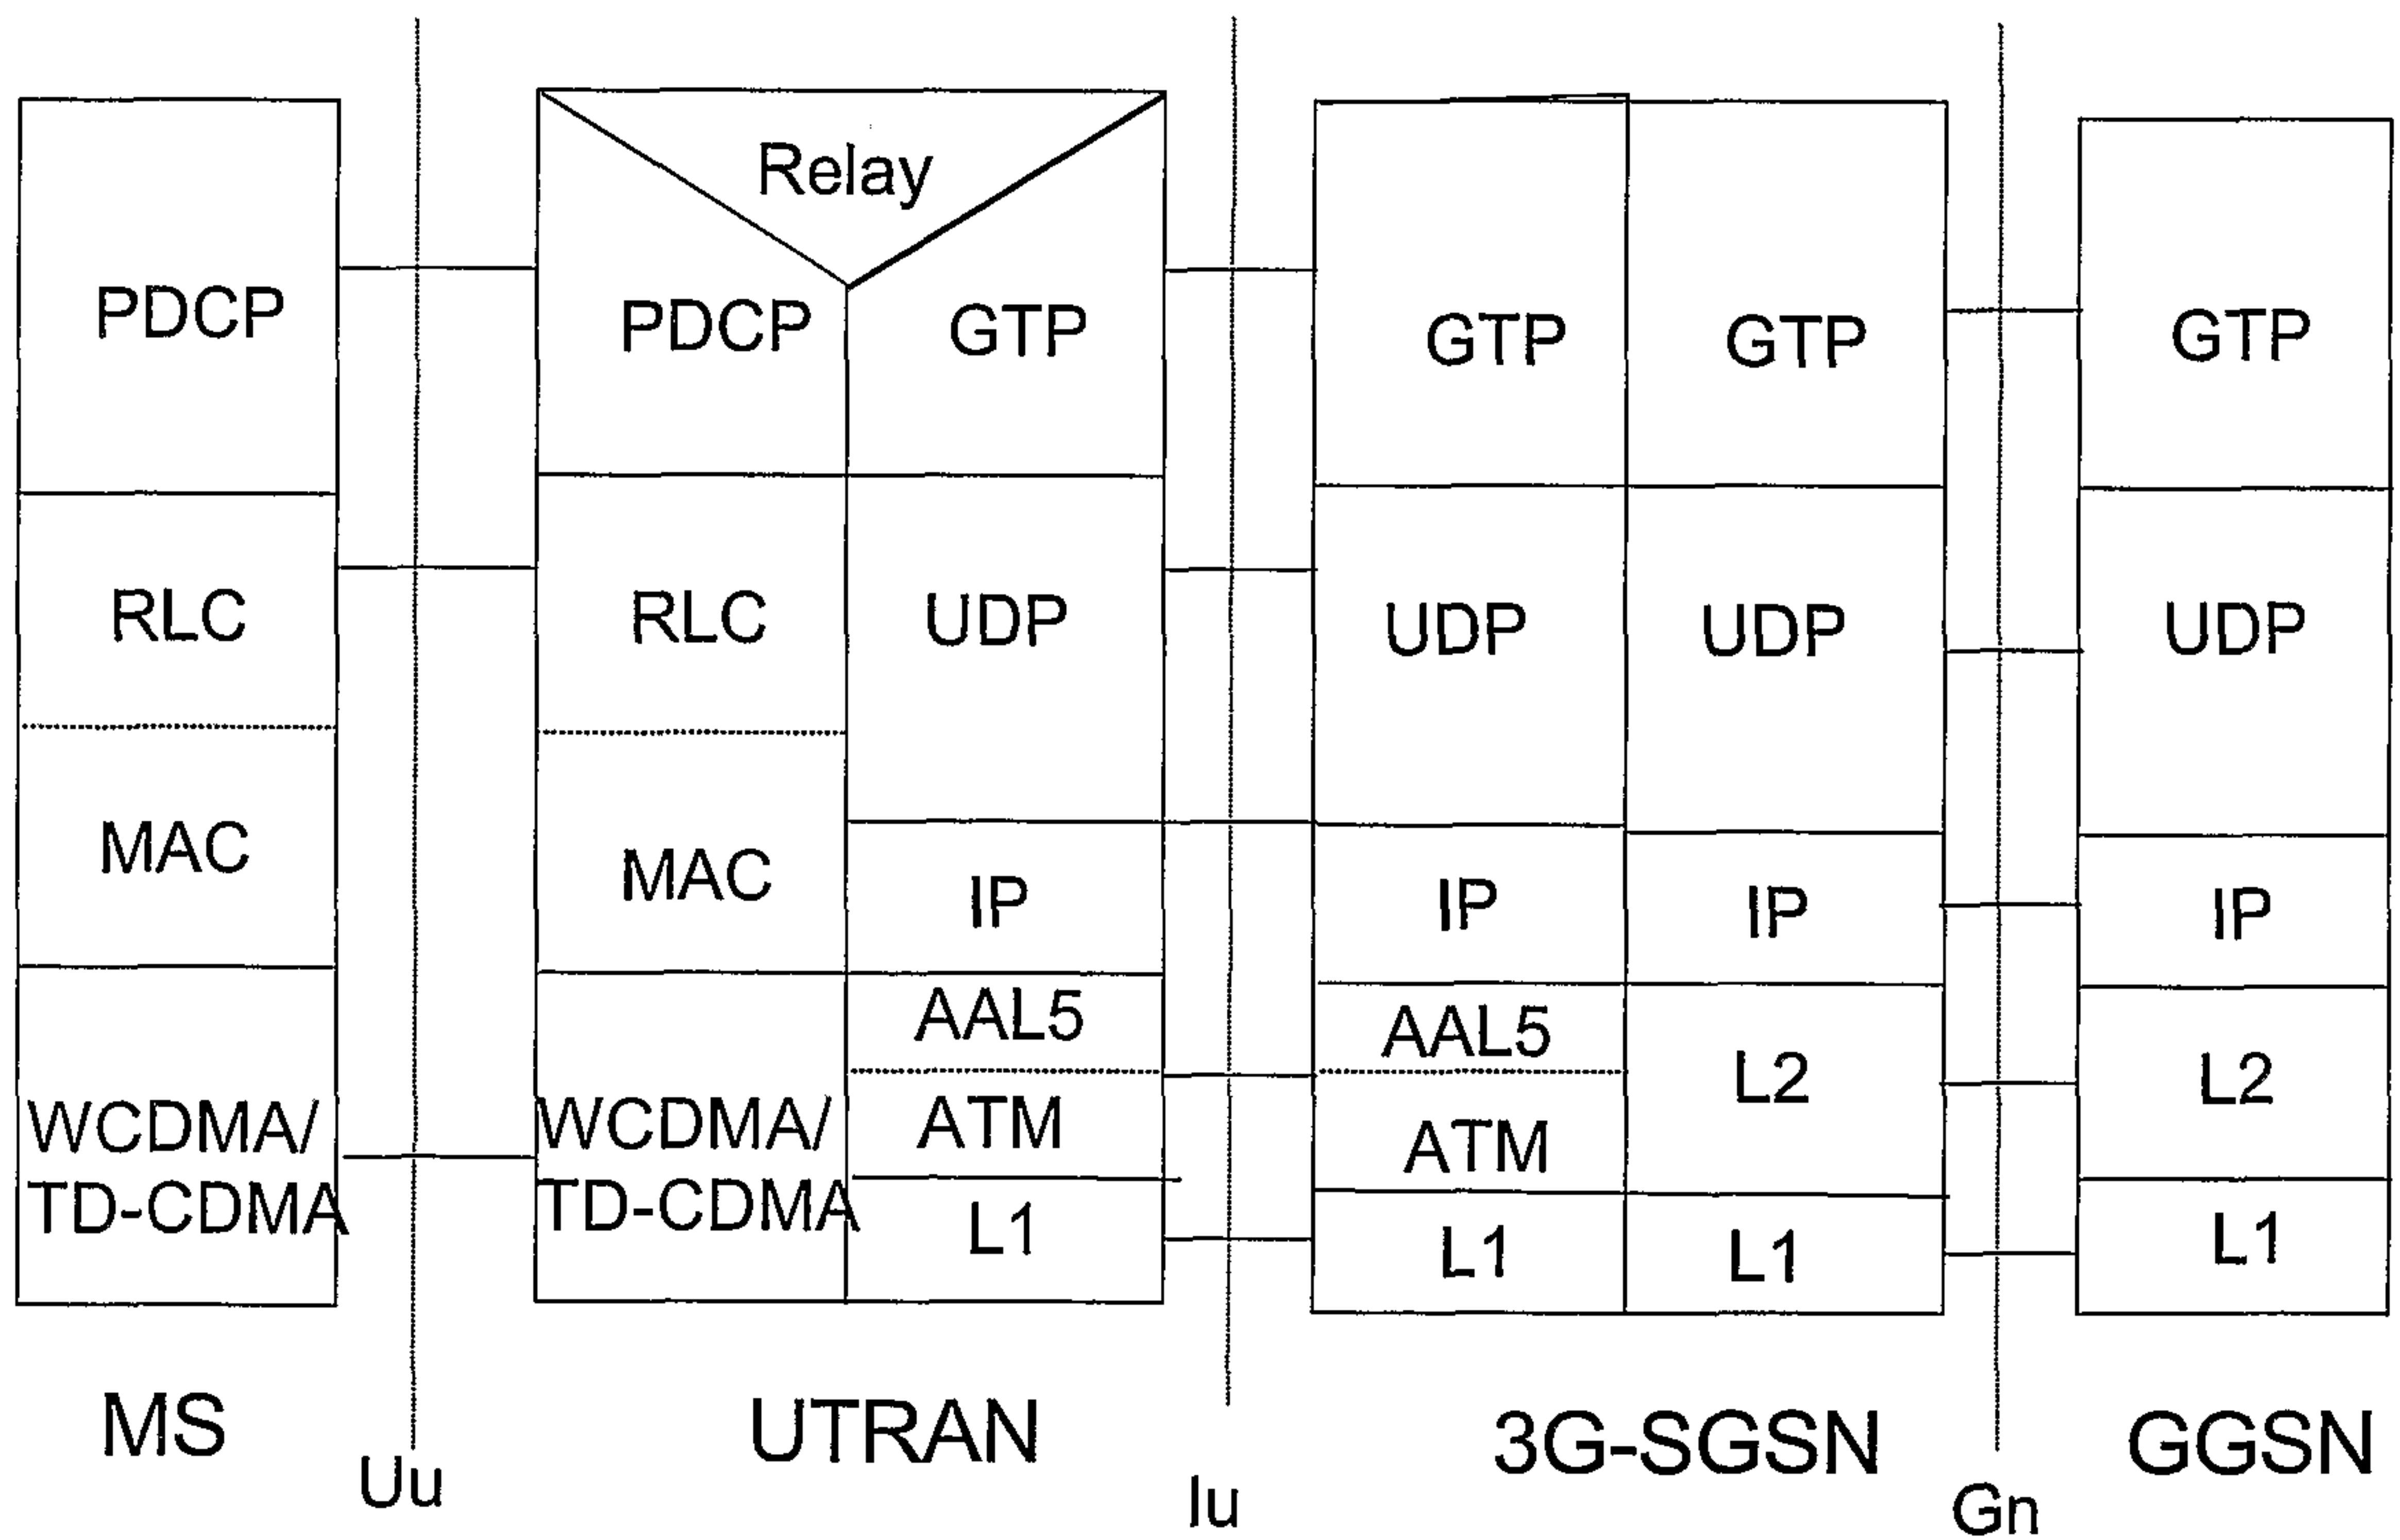 Relay
PDCP
PDCP
GTP
GTP
GTP
GTP
RLC
RLC
UDP
UDP
UDP
UDP
MAC
MAC
IP
IP
IP
IP
AAL5
AAL5
L2
L2
WCDMA/
TD-CDMA
WCDMA/
TD-CDMA
ATM
ATM
L1
L1
L1
L1
MS
UTRAN
3G-SGSN
GGSN
Uu
Iu
Gn